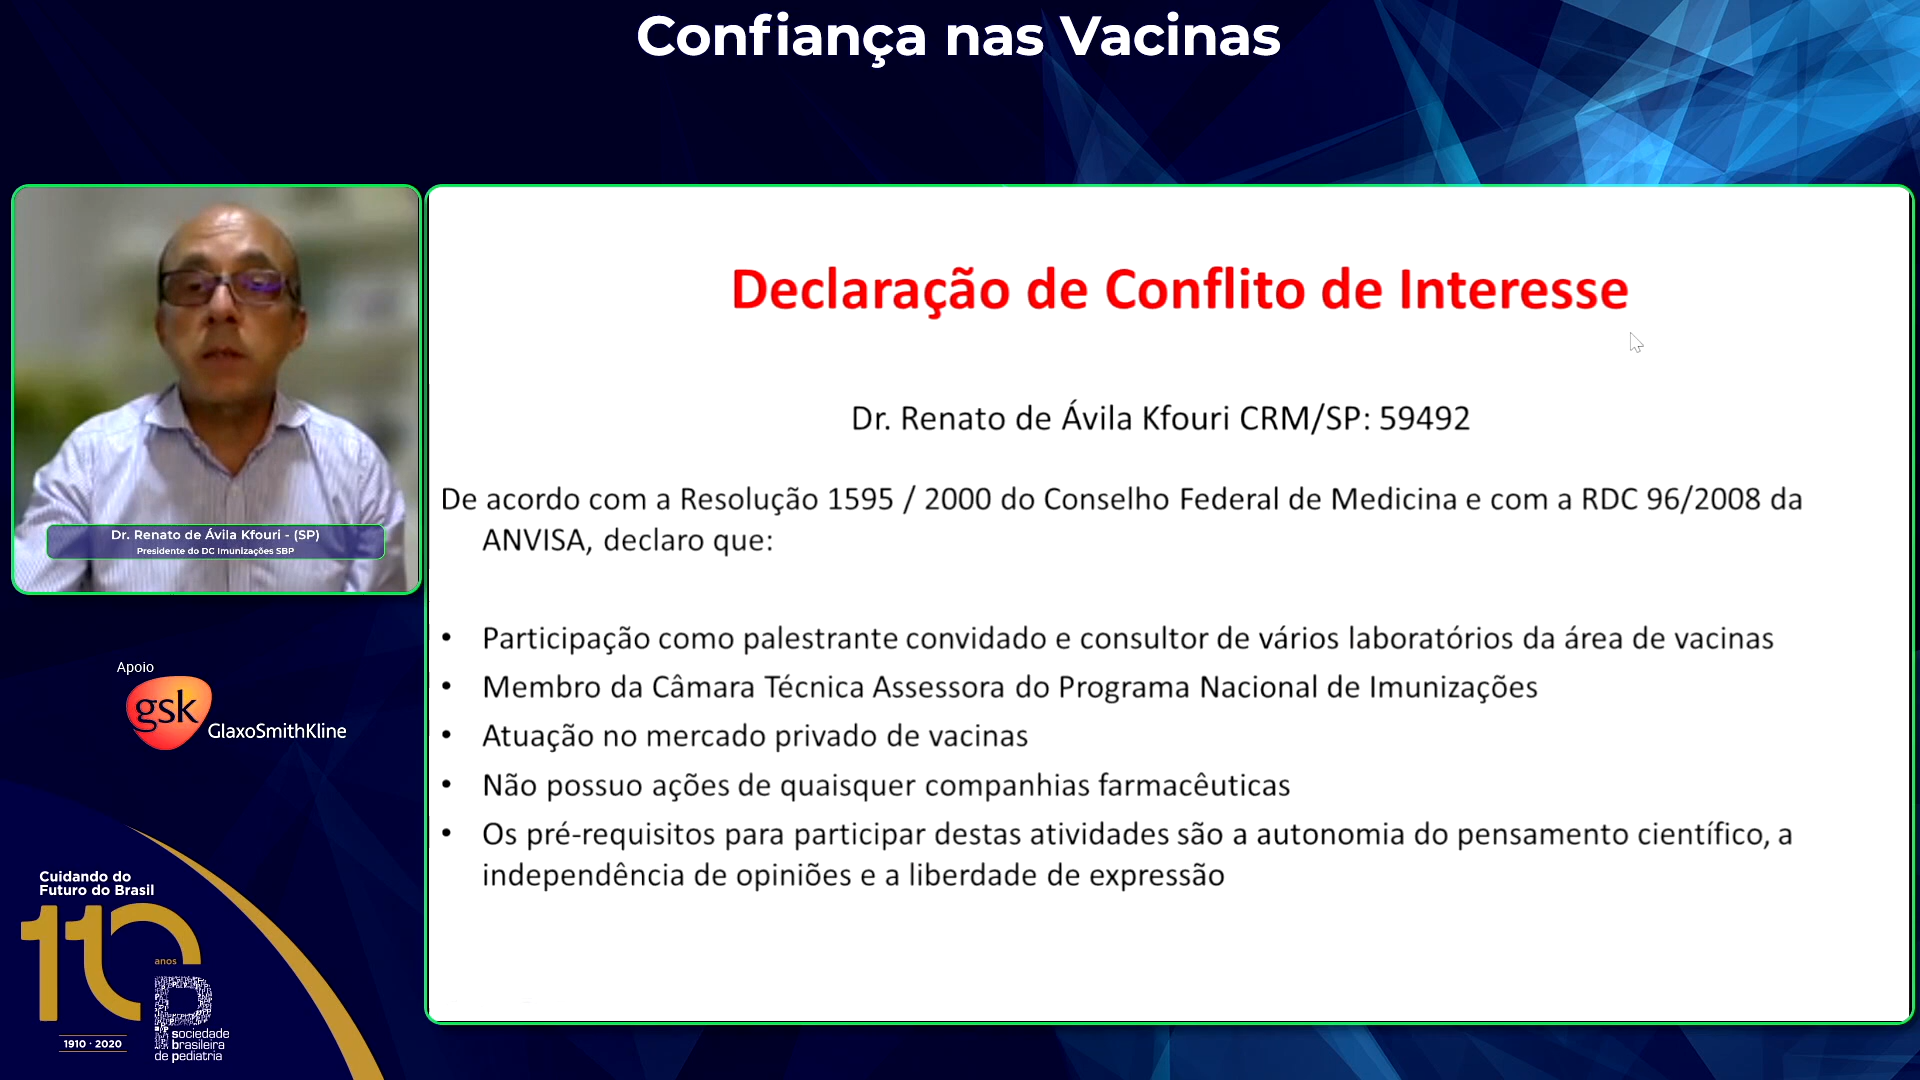 Confiança nas Vacinas
Dr. Renato de Ávila Kfouri - (SP)
Presidente do DC Imunizações SBP
Apoio
gsk
GlaxoSmithKline
Cuidando do
Futuro do Brasil
110
anos
1910 · 2020
sociedade
brasileira
de pediatria
Declaração de Conflito de Interesse
Dr. Renato de Ávila Kfouri CRM/SP: 59492
De acordo com a Resolução 1595 / 2000 do Conselho Federal de Medicina e com a RDC 96/2008 da
ANVISA, declaro que:
• Participação como palestrante convidado e consultor de vários laboratórios da área de vacinas
• Membro da Câmara Técnica Assessora do Programa Nacional de Imunizações
• Atuação no mercado privado de vacinas
• Não possuo ações de quaisquer companhias farmacêuticas
• Os pré-requisitos para participar destas atividades são a autonomia do pensamento científico, a
independência de opiniões e a liberdade de expressão